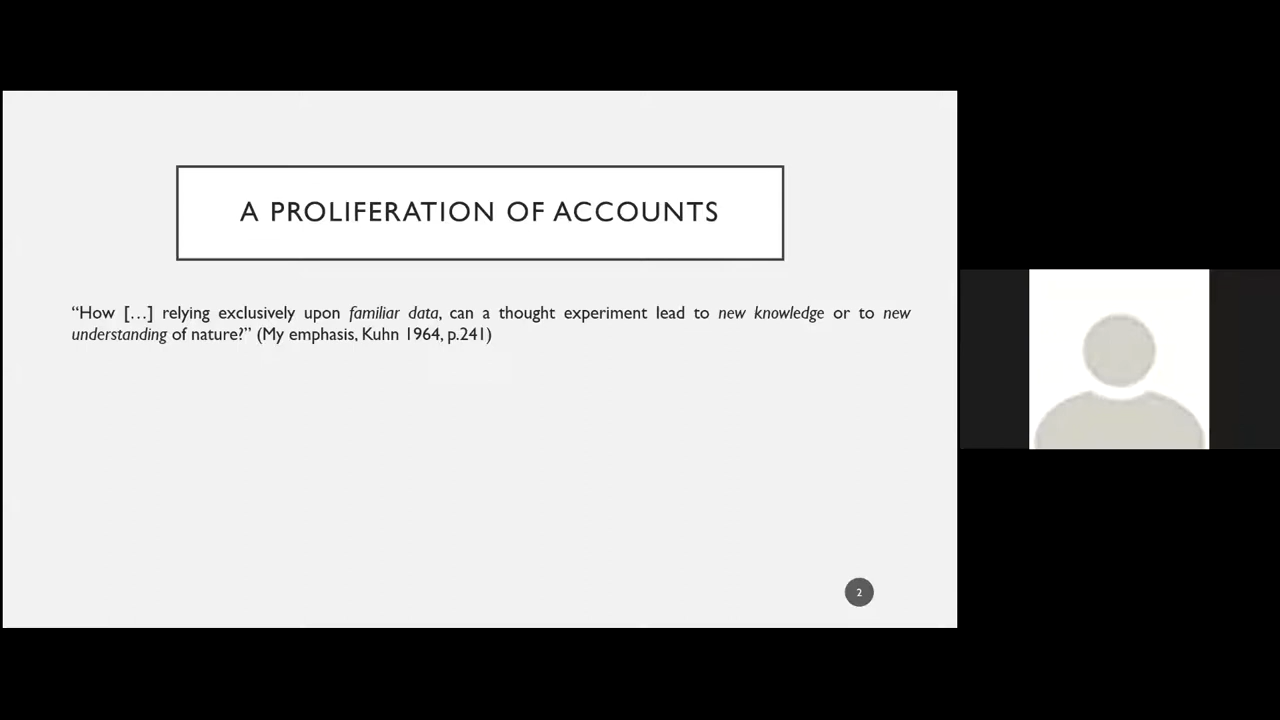 A PROLIFERATION OF ACCOUNTS
“How […] relying exclusively upon familiar data, can a thought experiment lead to new knowledge or to new
understanding of nature?” (My emphasis, Kuhn 1964, p.241)
2